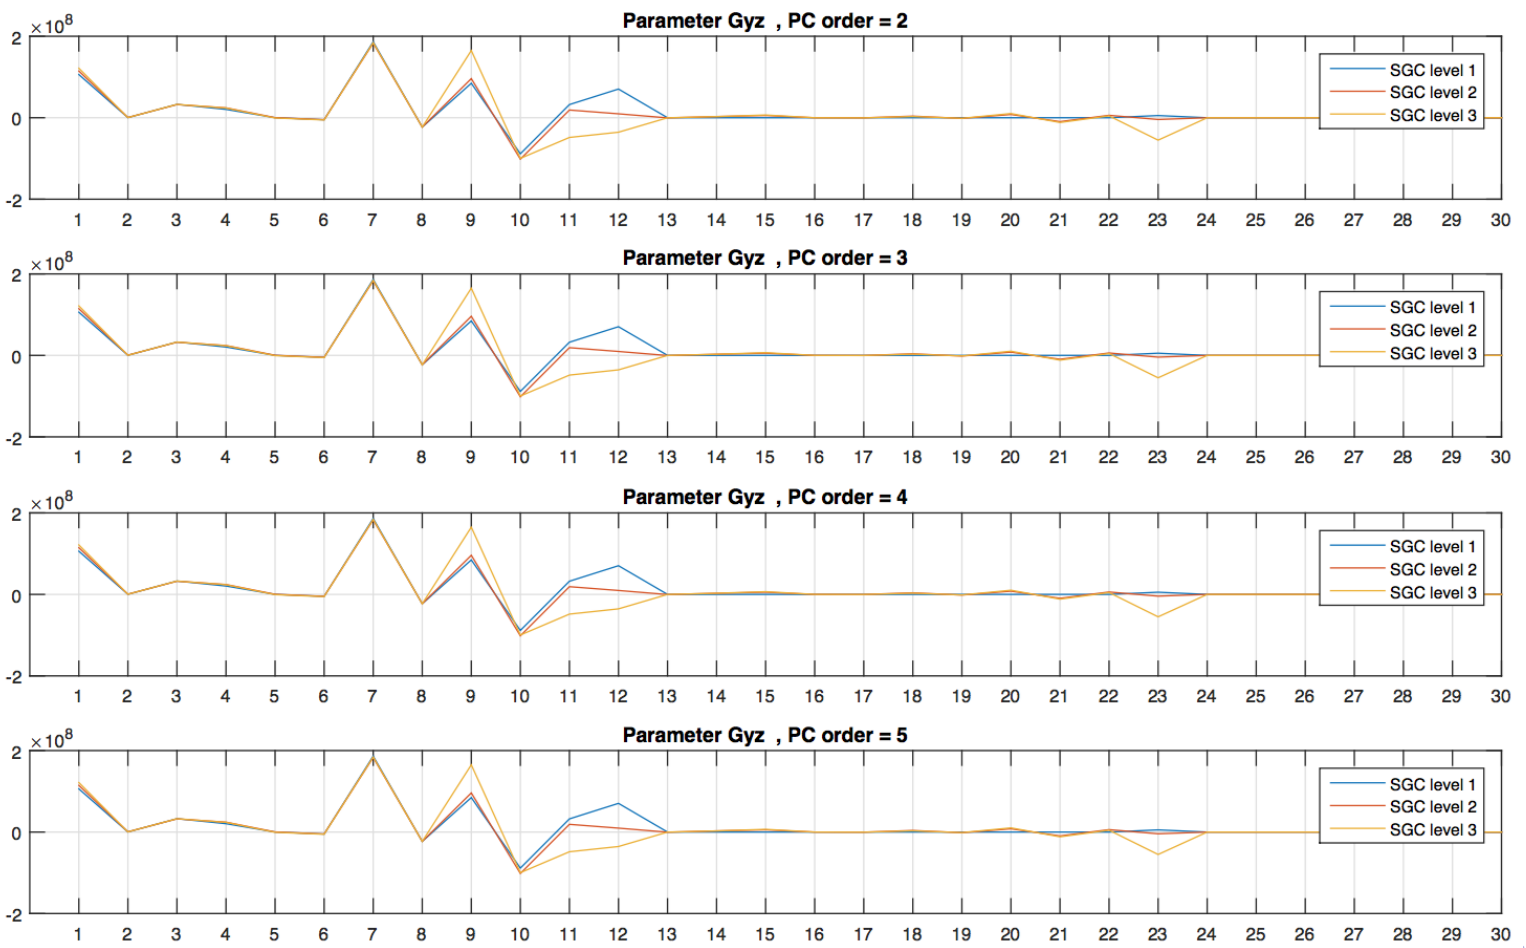 Parameter Gyz , PC order = 2
×10⁸
2
0
-2
SGC level 1
SGC level 2
SGC level 3
1 2 3 4 5 6 7 8 9 10 11 12 13 14 15 16 17 18 19 20 21 22 23 24 25 26 27 28 29 30
Parameter Gyz , PC order = 3
×10⁸
2
0
-2
SGC level 1
SGC level 2
SGC level 3
1 2 3 4 5 6 7 8 9 10 11 12 13 14 15 16 17 18 19 20 21 22 23 24 25 26 27 28 29 30
Parameter Gyz , PC order = 4
×10⁸
2
0
-2
SGC level 1
SGC level 2
SGC level 3
1 2 3 4 5 6 7 8 9 10 11 12 13 14 15 16 17 18 19 20 21 22 23 24 25 26 27 28 29 30
Parameter Gyz , PC order = 5
×10⁸
2
0
-2
SGC level 1
SGC level 2
SGC level 3
1 2 3 4 5 6 7 8 9 10 11 12 13 14 15 16 17 18 19 20 21 22 23 24 25 26 27 28 29 30